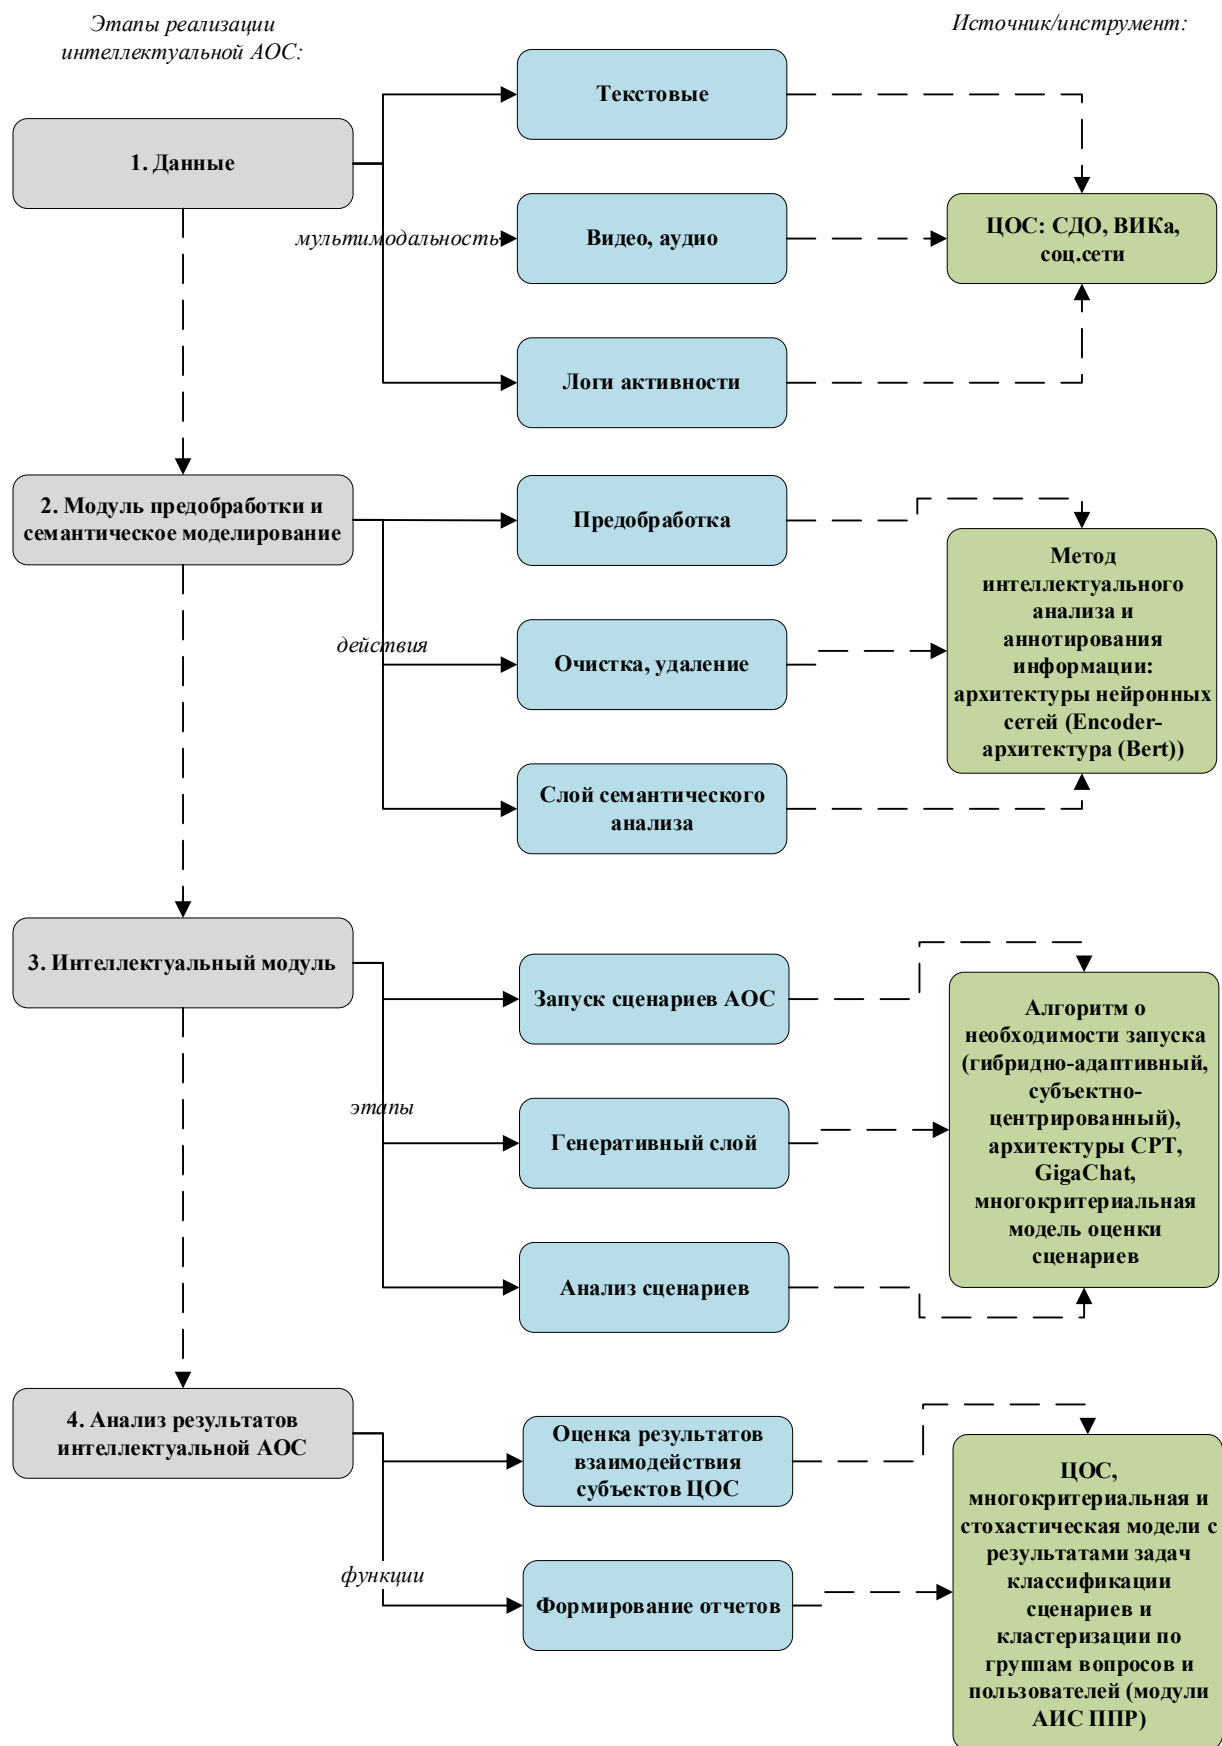 Этапы реализации
интеллектуальной АОС:
Источник/инструмент:
1. Данные
мультимодальность
Текстовые
Видео, аудио
Логи активности
ЦОС: СДО, ВИКа,
соц.сети
2. Модуль предобработки и
семантическое моделирование
действия
Предобработка
Очистка, удаление
Слой семантического
анализа
Метод
интеллектуального
анализа и
аннотирования
информации:
архитектуры нейронных
сетей (Encoder-
архитектура (Bert))
3. Интеллектуальный модуль
этапы
Запуск сценариев АОС
Генеративный слой
Анализ сценариев
Алгоритм о
необходимости запуска
(гибридно-адаптивный,
субъектно-
центрированный),
архитектуры СРТ,
GigaChat,
многокритериальная
модель оценки
сценариев
4. Анализ результатов
интеллектуальной АОС
функции
Оценка результатов
взаимодействия
субъектов ЦОС
Формирование отчетов
ЦОС,
многокритериальная и
стохастическая модели с
результатами задач
классификации
сценариев и
кластеризации по
группам вопросов и
пользователей (модули
АИС ППР)